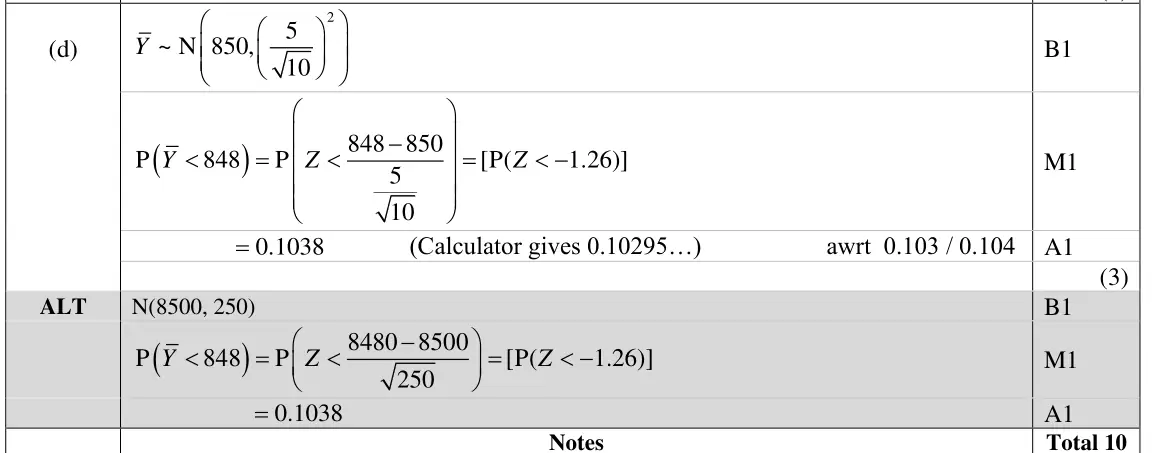 (d) Y̅ ~ N(850, (5/√10)²) B1
P(Y̅ < 848) = P(Z < (848 − 850)/(5/√10)) = [P(Z < −1.26)] M1
= 0.1038 (Calculator gives 0.10295…) awrt 0.103 / 0.104 A1
(3)
ALT N(8500, 250) B1
P(Y̅ < 848) = P(Z < (8480 − 8500)/√250) = [P(Z < −1.26)] M1
= 0.1038 A1
Notes Total 10